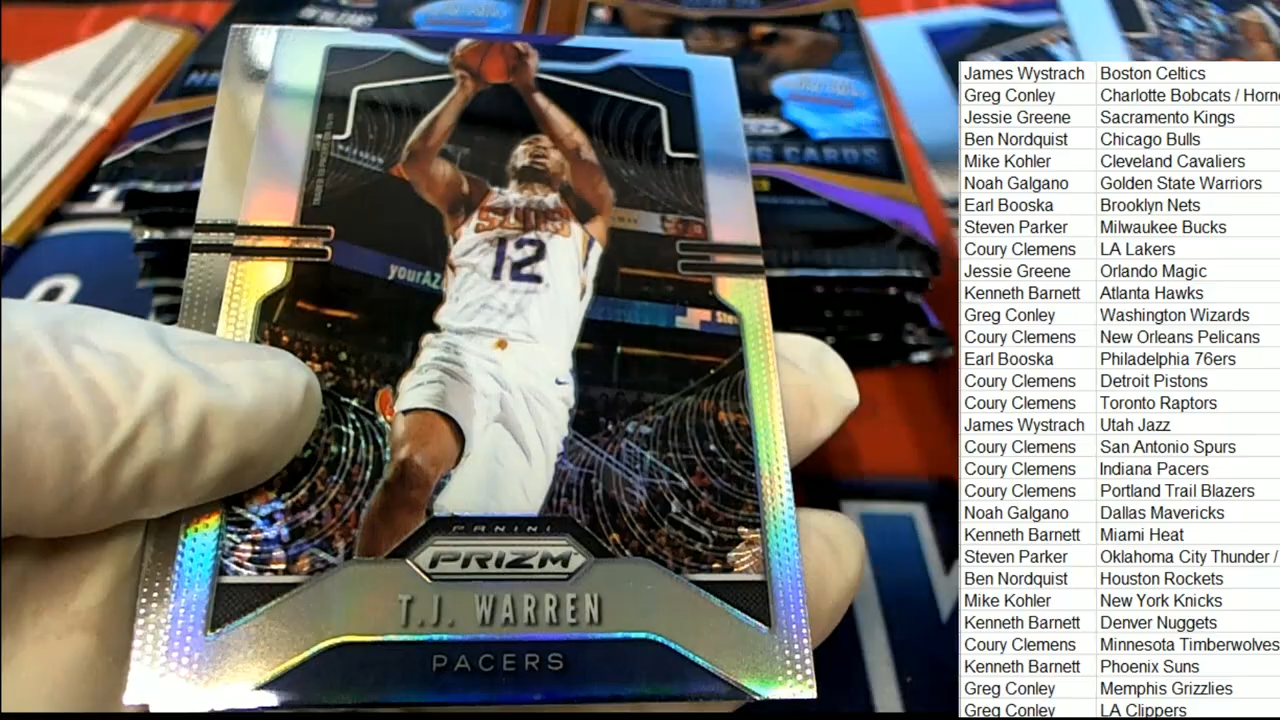 SUNS
12
yourAZ
CARDS
PANINI
PRIZM
T.J. WARREN
PACERS
James Wystrach Boston Celtics
Greg Conley Charlotte Bobcats / Horne
Jessie Greene Sacramento Kings
Ben Nordquist Chicago Bulls
Mike Kohler Cleveland Cavaliers
Noah Galgano Golden State Warriors
Earl Booska Brooklyn Nets
Steven Parker Milwaukee Bucks
Coury Clemens LA Lakers
Jessie Greene Orlando Magic
Kenneth Barnett Atlanta Hawks
Greg Conley Washington Wizards
Coury Clemens New Orleans Pelicans
Earl Booska Philadelphia 76ers
Coury Clemens Detroit Pistons
Coury Clemens Toronto Raptors
James Wystrach Utah Jazz
Coury Clemens San Antonio Spurs
Coury Clemens Indiana Pacers
Coury Clemens Portland Trail Blazers
Noah Galgano Dallas Mavericks
Kenneth Barnett Miami Heat
Steven Parker Oklahoma City Thunder /
Ben Nordquist Houston Rockets
Mike Kohler New York Knicks
Kenneth Barnett Denver Nuggets
Coury Clemens Minnesota Timberwolves
Kenneth Barnett Phoenix Suns
Greg Conley Memphis Grizzlies
Greg Conley LA Clippers